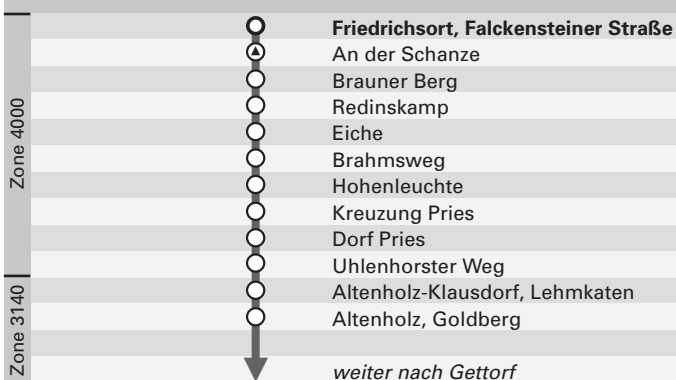 Zone 4000
Friedrichsort, Falckensteiner Straße
An der Schanze
Brauner Berg
Redinskamp
Eiche
Brahmsweg
Hohenleuchte
Kreuzung Pries
Dorf Pries
Uhlenhorster Weg
Zone 3140
Altenholz-Klausdorf, Lehmkaten
Altenholz, Goldberg
weiter nach Gettorf